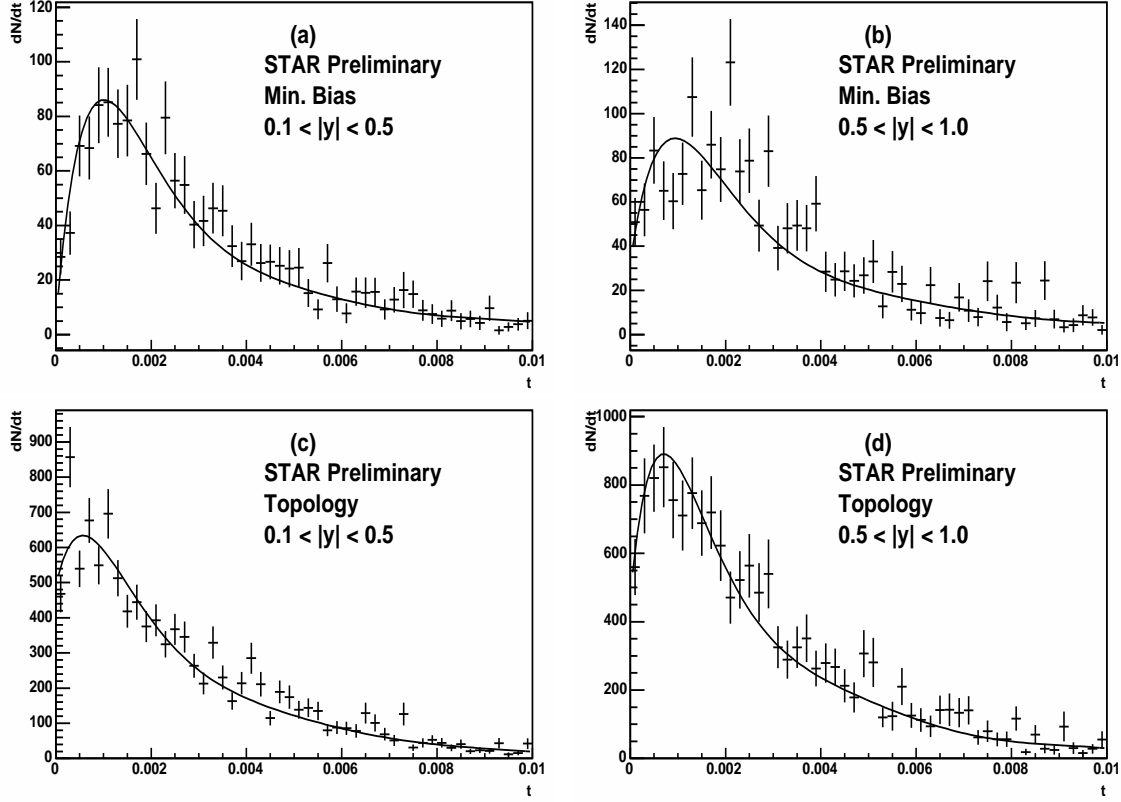 dN/dt
120
100
80
60
40
20
0
(a)
STAR Preliminary
Min. Bias
0.1 < |y| < 0.5
0 0.002 0.004 0.006 0.008 0.01
t
dN/dt
140
120
100
80
60
40
20
0
(b)
STAR Preliminary
Min. Bias
0.5 < |y| < 1.0
0 0.002 0.004 0.006 0.008 0.01
t
dN/dt
900
800
700
600
500
400
300
200
100
0
(c)
STAR Preliminary
Topology
0.1 < |y| < 0.5
0 0.002 0.004 0.006 0.008 0.01
t
dN/dt
1000
800
600
400
200
0
(d)
STAR Preliminary
Topology
0.5 < |y| < 1.0
0 0.002 0.004 0.006 0.008 0.01
t